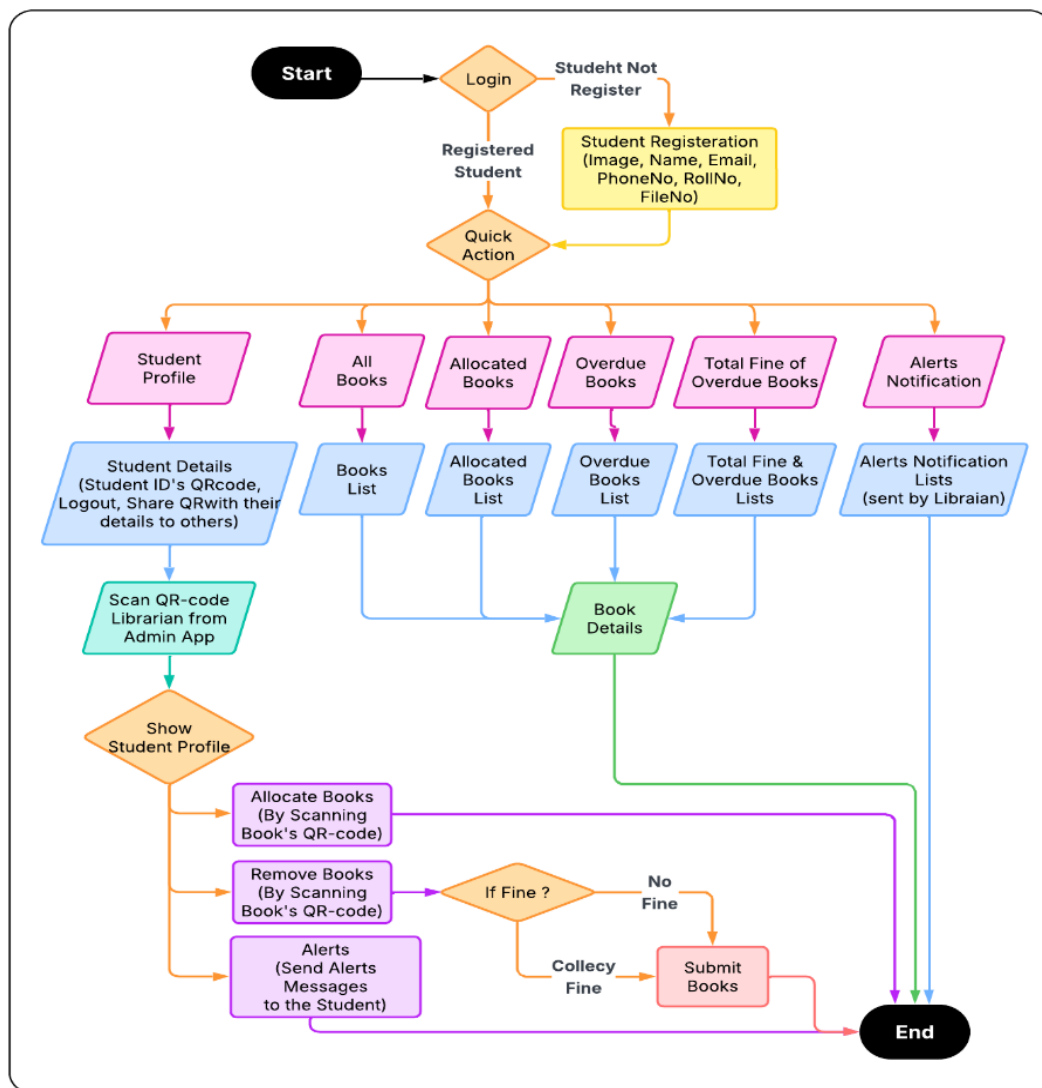 Start
Login
Student Not
Register
Registered
Student
Student Registeration
(Image, Name, Email,
PhoneNo, RollNo,
FileNo)
Quick
Action
Student
Profile
All
Books
Allocated
Books
Overdue
Books
Total Fine of
Overdue Books
Alerts
Notification
Student Details
(Student ID's QRcode,
Logout, Share QRwith their
details to others)
Books
List
Allocated
Books List
Overdue
Books List
Total Fine &
Overdue Books
Lists
Alerts Notification
Lists
(sent by Libraian)
Scan QR-code
Librarian from
Admin App
Book
Details
Show
Student Profile
Allocate Books
(By Scanning
Book's QR-code)
Remove Books
(By Scanning
Book's QR-code)
If Fine ?
No
Fine
Alerts
(Send Alerts
Messages
to the Student)
Collecy
Fine
Submit
Books
End